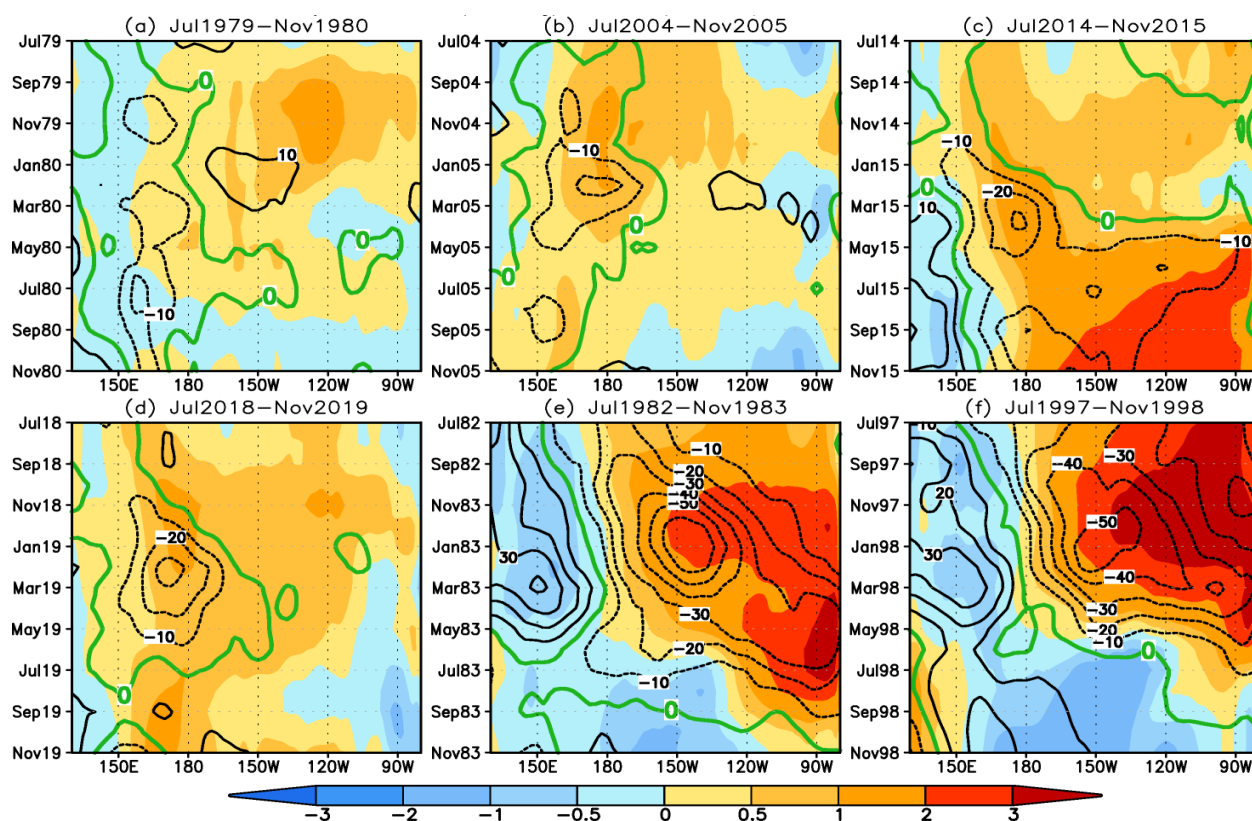 (a) Jul1979−Nov1980
(b) Jul2004−Nov2005
(c) Jul2014−Nov2015
Jul79
Sep79
Nov79
Jan80
Mar80
May80
Jul80
Sep80
Nov80
0
10
0
0
−10
150E 180 150W 120W 90W
Jul04
Sep04
Nov04
Jan05
Mar05
May05
Jul05
Sep05
Nov05
−10
0
0
150E 180 150W 120W 90W
Jul14
Sep14
Nov14
Jan15
Mar15
May15
Jul15
Sep15
Nov15
−10
0
−20
10
0
−10
150E 180 150W 120W 90W
(d) Jul2018−Nov2019
(e) Jul1982−Nov1983
(f) Jul1997−Nov1998
Jul18
Sep18
Nov18
Jan19
Mar19
May19
Jul19
Sep19
Nov19
−20
−10
0
150E 180 150W 120W 90W
Jul82
Sep82
Nov83
Jan83
Mar83
May83
Jul83
Sep83
Nov83
−10
−20
−30
−40
−50
30
−30
−20
−10
0
150E 180 150W 120W 90W
Jul97
Sep97
Nov97
Jan98
Mar98
May98
Jul98
Sep98
Nov98
10
−30
−40
20
−50
30
−40
−30
−20
−10
0
150E 180 150W 120W 90W
−3 −2 −1 −0.5 0 0.5 1 2 3